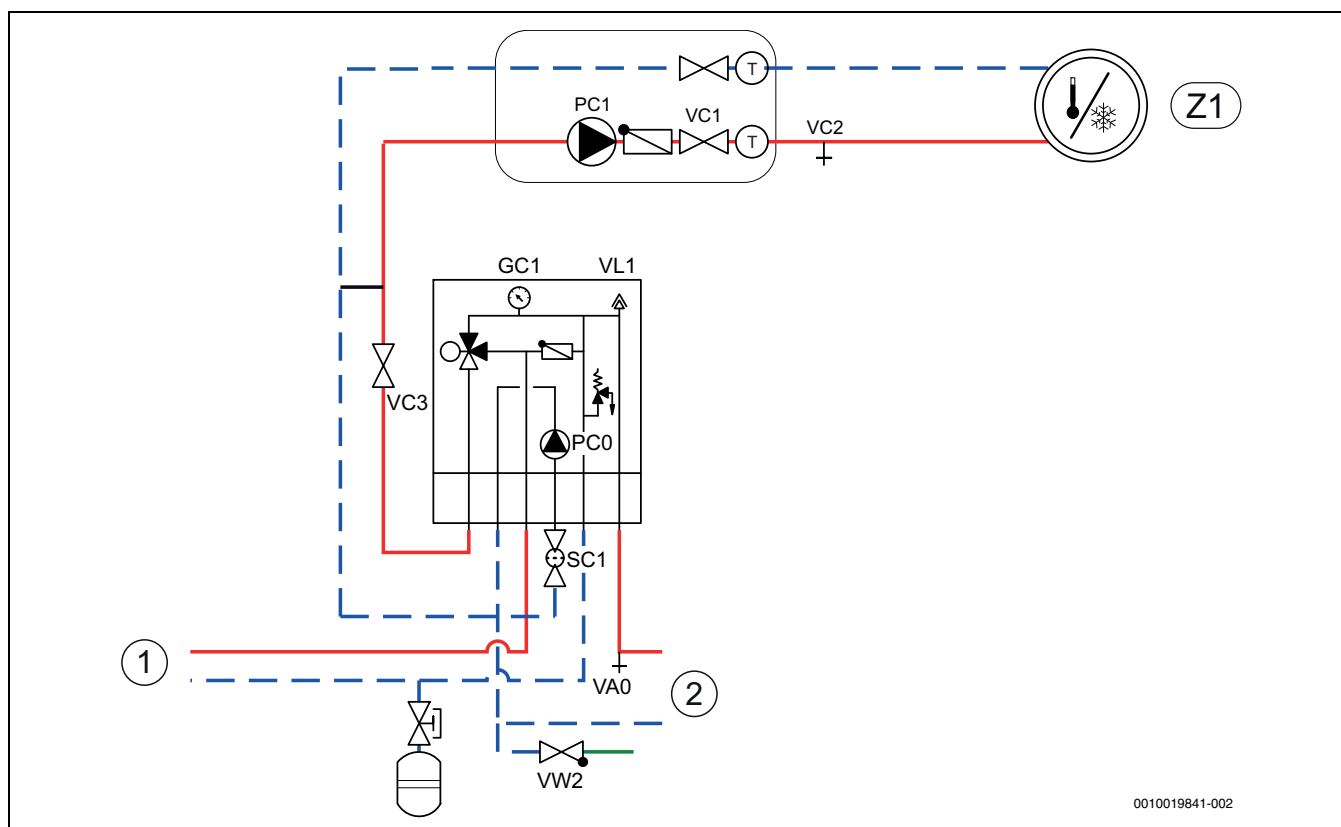 T
PC1
VC1
T
VC2
Z1
GC1
VL1
VC3
PC0
SC1
1
VA0
2
VW2
0010019841-002